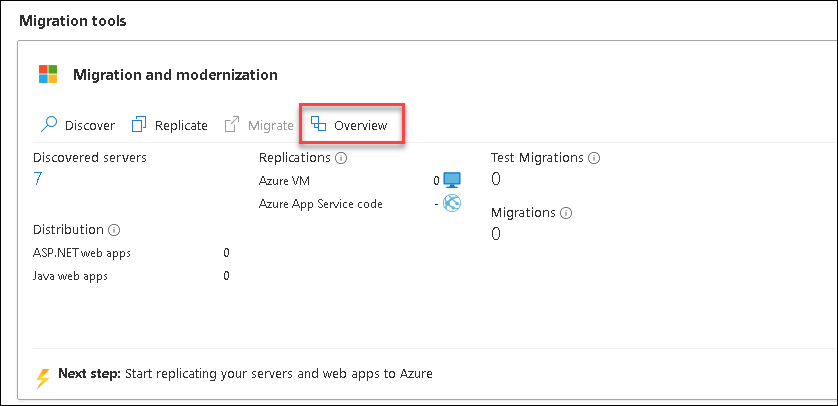 Migration tools
Migration and modernization
Discover Replicate Migrate Overview
Discovered servers
7
Replications
Azure VM 0
Azure App Service code -
Test Migrations
0
Migrations
0
Distribution
ASP.NET web apps 0
Java web apps 0
Next step: Start replicating your servers and web apps to Azure